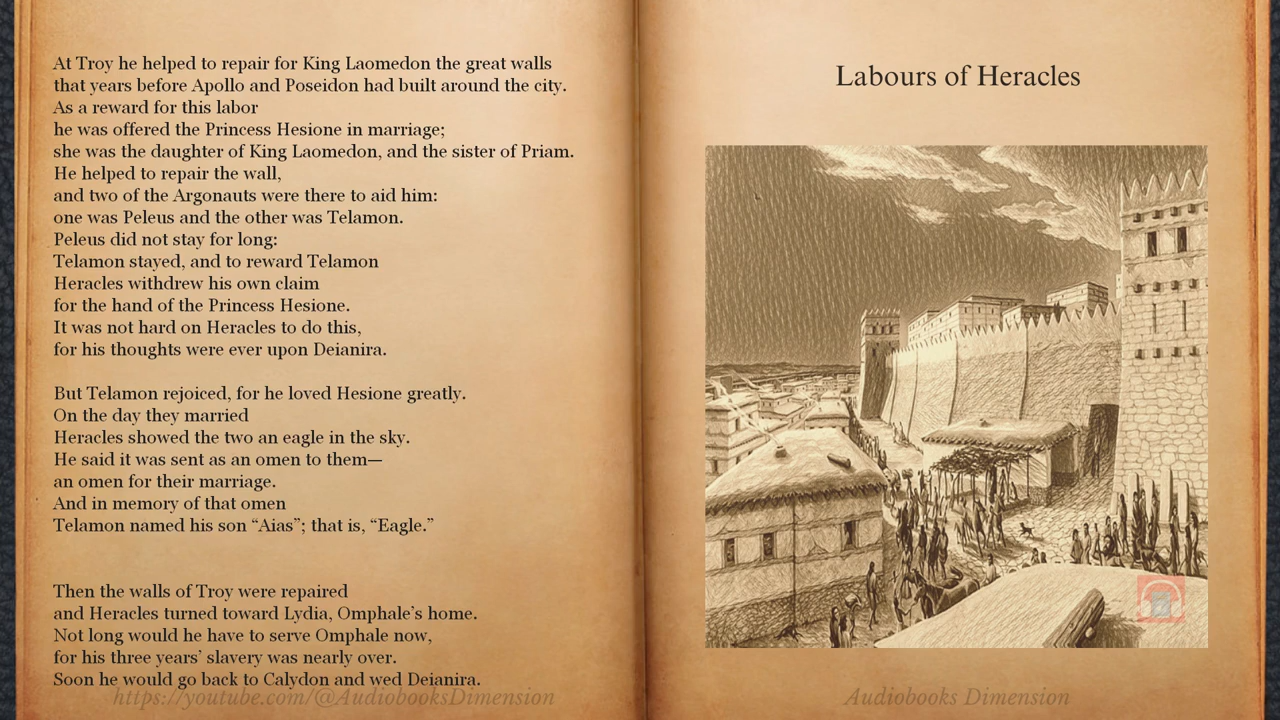 At Troy he helped to repair for King Laomedon the great walls
that years before Apollo and Poseidon had built around the city.
As a reward for this labor
he was offered the Princess Hesione in marriage;
she was the daughter of King Laomedon, and the sister of Priam.
He helped to repair the wall,
and two of the Argonauts were there to aid him:
one was Peleus and the other was Telamon.
Peleus did not stay for long:
Telamon stayed, and to reward Telamon
Heracles withdrew his own claim
for the hand of the Princess Hesione.
It was not hard on Heracles to do this,
for his thoughts were ever upon Deianira.
But Telamon rejoiced, for he loved Hesione greatly.
On the day they married
Heracles showed the two an eagle in the sky.
He said it was sent as an omen to them—
an omen for their marriage.
And in memory of that omen
Telamon named his son “Aias”; that is, “Eagle.”
Then the walls of Troy were repaired
and Heracles turned toward Lydia, Omphale’s home.
Not long would he have to serve Omphale now,
for his three years’ slavery was nearly over.
Soon he would go back to Calydon and wed Deianira.
https://youtube.com/@AudiobooksDimension
Labours of Heracles
Audiobooks Dimension